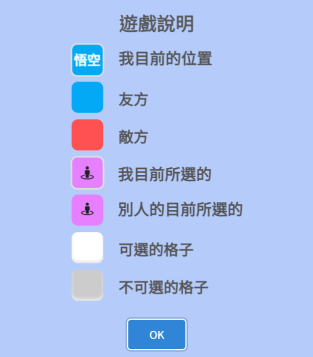 遊戲說明
悟空 我目前的位置
友方
敵方
我目前所選的
別人的目前所選的
可選的格子
不可選的格子
OK